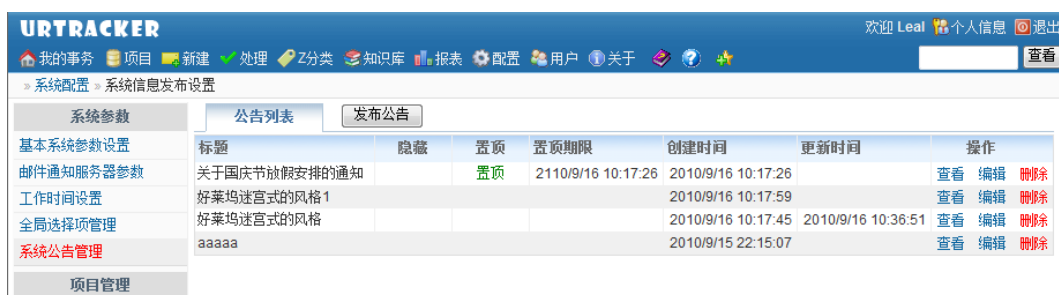 URTRACKER
欢迎 Leal 个人信息 退出
我的事务 项目 新建 处理 Z分类 知识库 报表 配置 用户 关于 查看
» 系统配置 » 系统信息发布设置
系统参数 公告列表 发布公告
基本系统参数设置 标题 隐藏 置顶 置顶期限 创建时间 更新时间 操作
邮件通知服务器参数 关于国庆节放假安排的通知 置顶 2110/9/16 10:17:26 2010/9/16 10:17:26 查看 编辑 删除
工作时间设置 好莱坞迷宫式的风格1 2010/9/16 10:17:59 查看 编辑 删除
全局选择项管理 好莱坞迷宫式的风格 2010/9/16 10:17:45 2010/9/16 10:36:51 查看 编辑 删除
系统公告管理 aaaaa 2010/9/15 22:15:07 查看 编辑 删除
项目管理